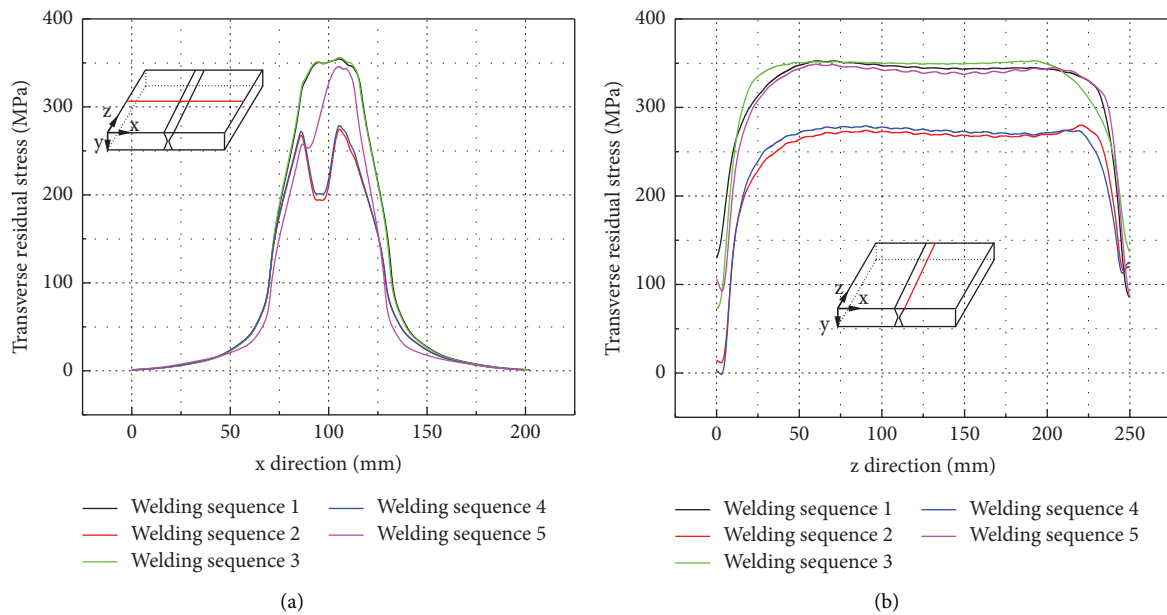 400
300
200
100
0
Transverse residual stress (MPa)
0 50 100 150 200
x direction (mm)
z
x
y
Welding sequence 1
Welding sequence 2
Welding sequence 3
Welding sequence 4
Welding sequence 5
(a)
400
300
200
100
0
Transverse residual stress (MPa)
0 50 100 150 200 250
z direction (mm)
z
x
y
Welding sequence 1
Welding sequence 2
Welding sequence 3
Welding sequence 4
Welding sequence 5
(b)